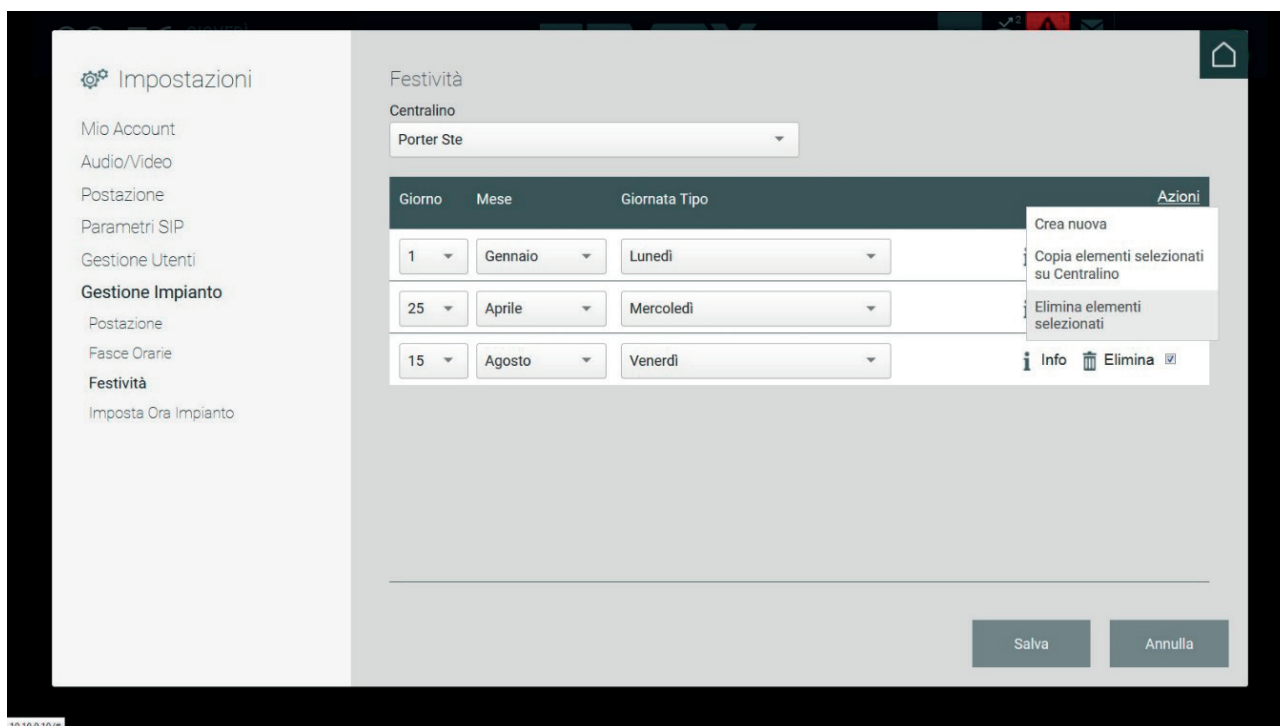 Impostazioni
Mio Account
Audio/Video
Postazione
Parametri SIP
Gestione Utenti
Gestione Impianto
Postazione
Fasce Orarie
Festività
Imposta Ora Impianto
Festività
Centralino
Porter Ste
Giorno Mese Giornata Tipo Azioni
Crea nuova
Copia elementi selezionati
su Centralino
Elimina elementi
selezionati
1 Gennaio Lunedì
25 Aprile Mercoledì
15 Agosto Venerdì Info Elimina
Salva Annulla